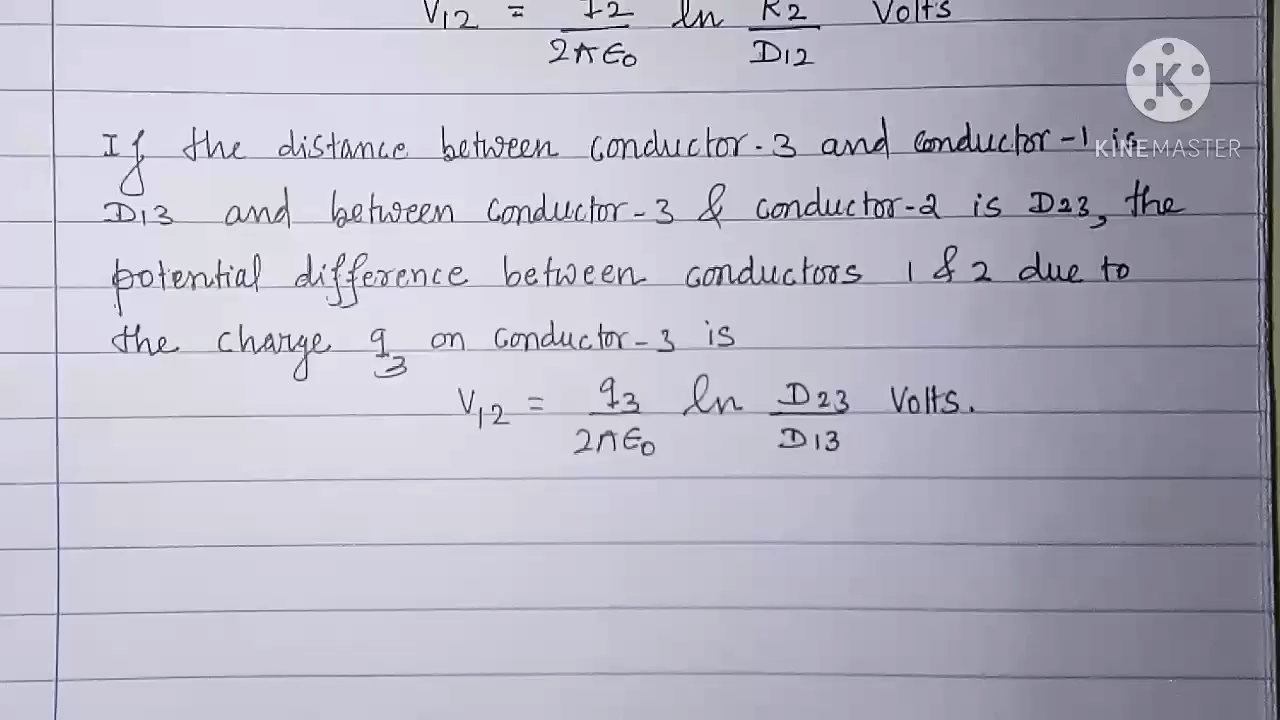 V12 = q2 / 2πϵ0 ln R2 / D12 Volts
K
KINEMASTER
If the distance between conductor-3 and conductor-1 is
D13 and between conductor-3 & conductor-2 is D23, the
potential difference between conductors 1 & 2 due to
the charge q3 on conductor-3 is
V12 = q3 / 2πϵ0 ln D23 / D13 Volts.